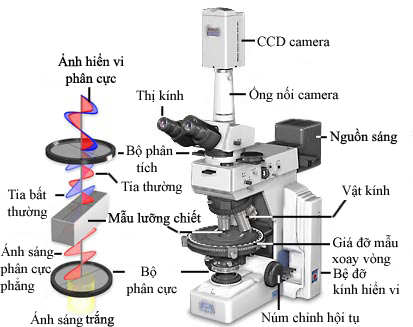 CCD camera
Ảnh hiển vi
phân cực
Thị kính
Ống nối camera
Nguồn sáng
Bộ phân
tích
Tia thường
Tia bất
thường
Vật kính
Mẫu lưỡng chiết
Ánh sáng
phân cực
phẳng
Giá đỡ mẫu
xoay vòng
Bộ
phân cực
Bệ đỡ
kính hiển vi
Ánh sáng trắng
Núm chỉnh hội tụ